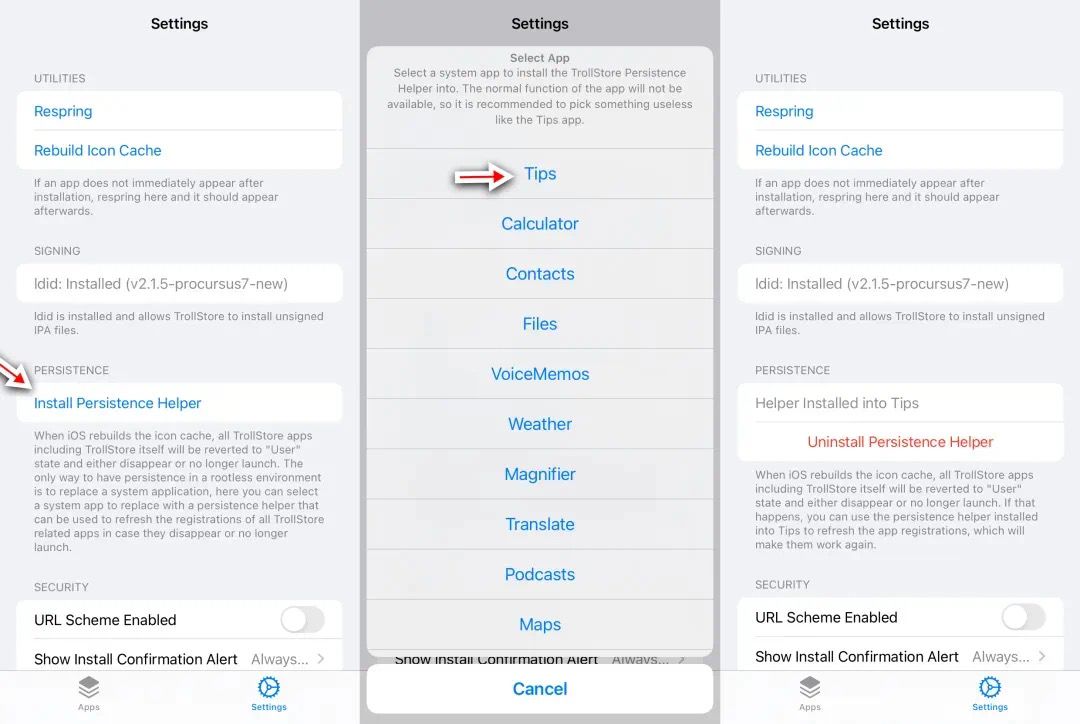 Settings
UTILITIES
Respring
Rebuild Icon Cache
If an app does not immediately appear after
installation, respring here and it should appear
afterwards.
SIGNING
ldid: Installed (v2.1.5-procursus7-new)
ldid is installed and allows TrollStore to install unsigned
IPA files.
PERSISTENCE
Install Persistence Helper
When iOS rebuilds the icon cache, all TrollStore apps
including TrollStore itself will be reverted to "User"
state and either disappear or no longer launch. The
only way to have persistence in a rootless environment
is to replace a system application, here you can select
a system app to replace with a persistence helper that
can be used to refresh the registrations of all TrollStore
related apps in case they disappear or no longer
launch.
SECURITY
URL Scheme Enabled
Show Install Confirmation Alert Always...
Apps
Settings
Settings
Select App
Select a system app to install the TrollStore Persistence
Helper into. The normal function of the app will not be
available, so it is recommended to pick something useless
like the Tips app.
Tips
Calculator
Contacts
Files
VoiceMemos
Weather
Magnifier
Translate
Podcasts
Maps
Show Install Confirmation Alert Always...
Cancel
Settings
UTILITIES
Respring
Rebuild Icon Cache
If an app does not immediately appear after
installation, respring here and it should appear
afterwards.
SIGNING
ldid: Installed (v2.1.5-procursus7-new)
ldid is installed and allows TrollStore to install unsigned
IPA files.
PERSISTENCE
Helper Installed into Tips
Uninstall Persistence Helper
When iOS rebuilds the icon cache, all TrollStore apps
including TrollStore itself will be reverted to "User"
state and either disappear or no longer launch. If that
happens, you can use the persistence helper installed
into Tips to refresh the app registrations, which will
make them work again.
SECURITY
URL Scheme Enabled
Show Install Confirmation Alert Always...
Apps
Settings